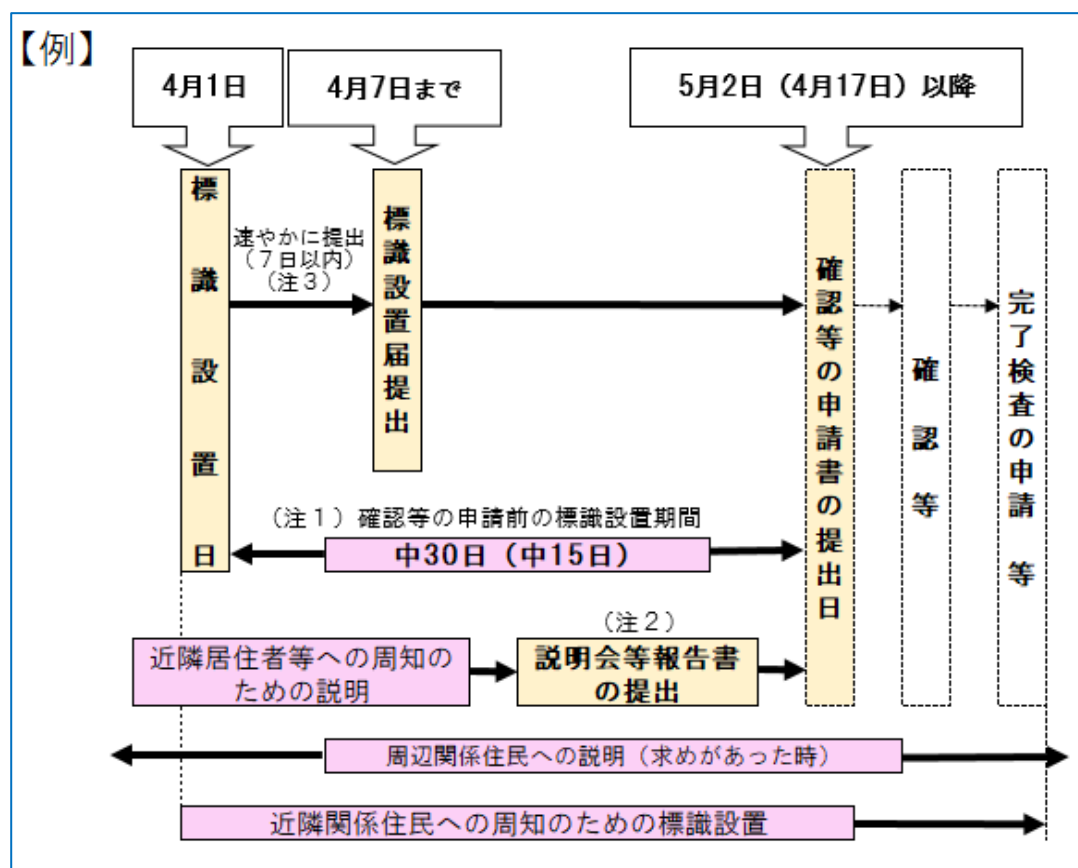 【例】
4月1日
4月7日まで
5月2日（4月17日）以降
標識設置日
速やかに提出
（７日以内）
（注３）
標識設置届提出
確認等の申請書の提出日
確認等
完了検査の申請等
（注１）確認等の申請前の標識設置期間
中30日（中15日）
近隣居住者等への周知の
ための説明
（注２）
説明会等報告書
の提出
周辺関係住民への説明（求めがあった時）
近隣関係住民への周知のための標識設置